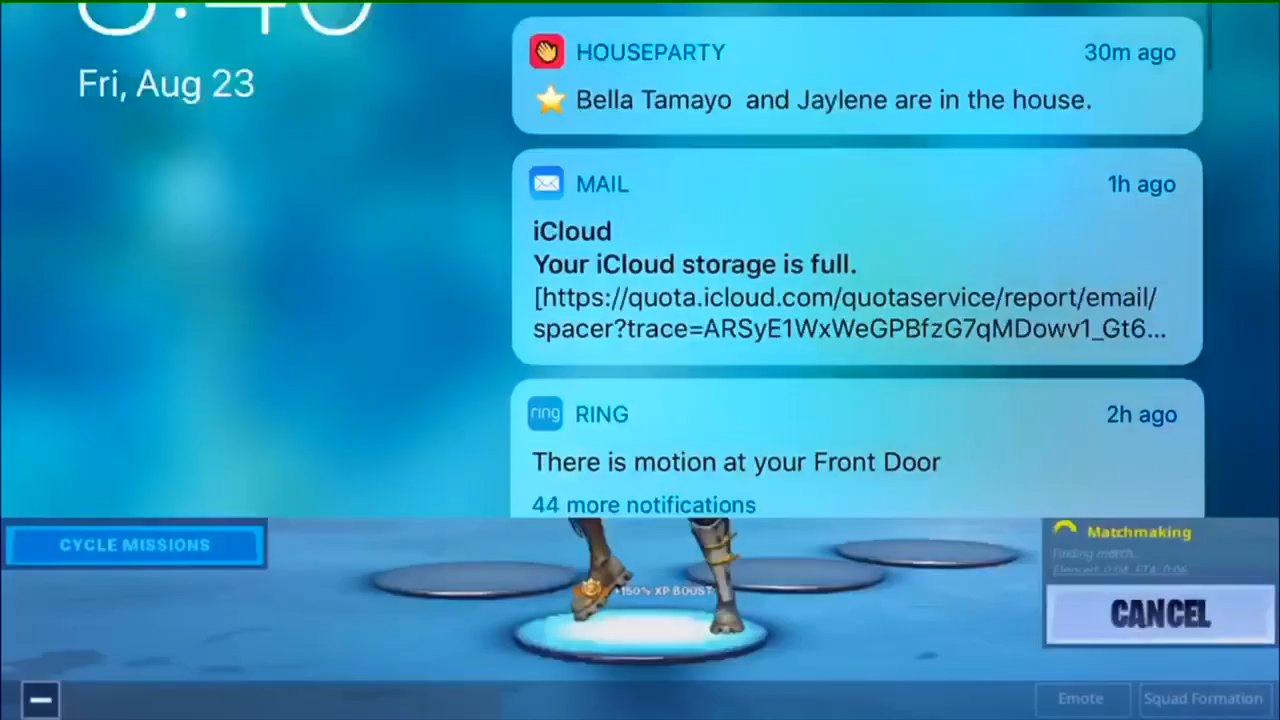 Fri, Aug 23
HOUSEPARTY
30m ago
Bella Tamayo and Jaylene are in the house.
MAIL
1h ago
iCloud
Your iCloud storage is full.
[https://quota.icloud.com/quotaservice/report/email/
spacer?trace=ARSyE1WxWeGPBfzG7qMDowv1_Gt6...
ring
RING
2h ago
There is motion at your Front Door
44 more notifications
CYCLE MISSIONS
Matchmaking
Finding match...
+150% XP BOOST
CANCEL
Emote
Squad Formation